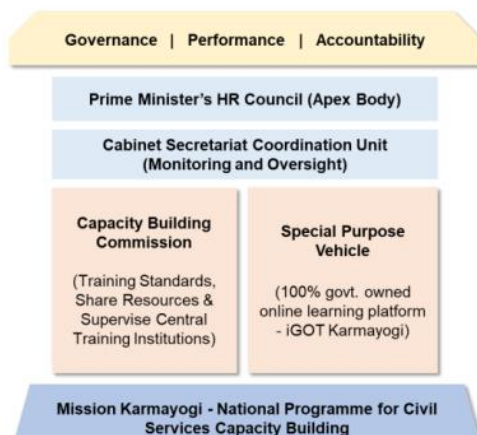 Governance | Performance | Accountability
Prime Minister's HR Council (Apex Body)
Cabinet Secretariat Coordination Unit
(Monitoring and Oversight)
Capacity Building
Commission
(Training Standards,
Share Resources &
Supervise Central
Training Institutions)
Special Purpose
Vehicle
(100% govt. owned
online learning platform
- iGOT Karmayogi)
Mission Karmayogi - National Programme for Civil
Services Capacity Building